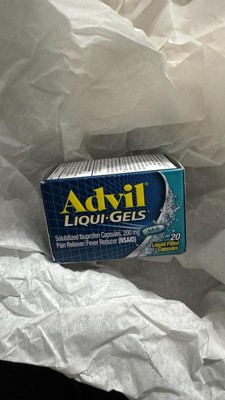 Advil
LIQUI•GELS
Solubilized Ibuprofen Capsules, 200 mg
Pain Reliever/Fever Reducer (NSAID)
20
Liquid Filled
Capsules